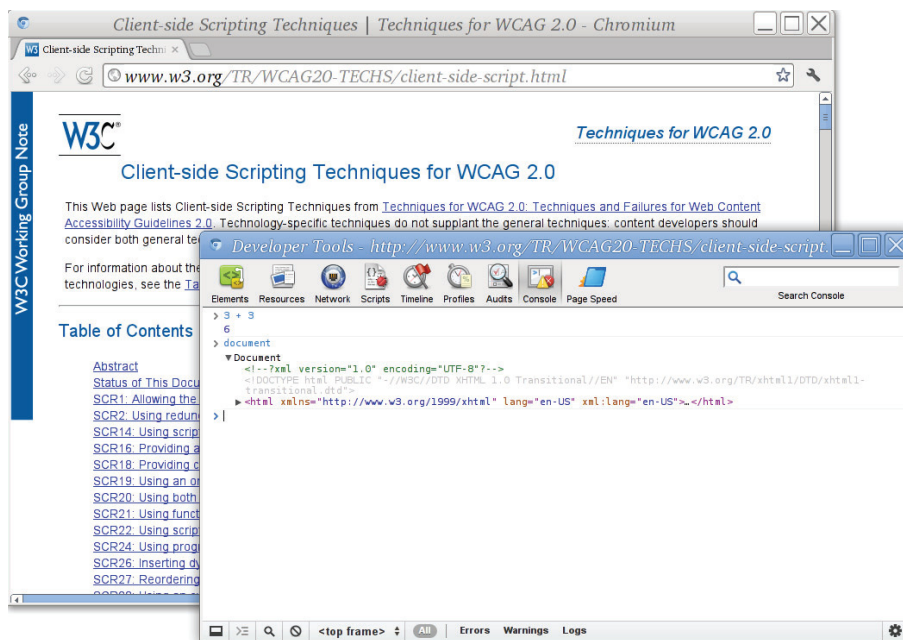 Client-side Scripting Techniques | Techniques for WCAG 2.0 - Chromium
W3C Client-side Scripting Techni ×
www.w3.org/TR/WCAG20-TECHS/client-side-script.html
W3C Working Group Note
W3C®
Techniques for WCAG 2.0
Client-side Scripting Techniques for WCAG 2.0
This Web page lists Client-side Scripting Techniques from Techniques for WCAG 2.0: Techniques and Failures for Web Content
Accessibility Guidelines 2.0. Technology-specific techniques do not supplant the general techniques: content developers should
consider both general te
For information about the
technologies, see the Ta
Table of Contents
Abstract
Status of This Docu
SCR1: Allowing the
SCR2: Using redun
SCR14: Using scrip
SCR16: Providing a
SCR18: Providing c
SCR19: Using an o
SCR20: Using both
SCR21: Using funct
SCR22: Using scrip
SCR24: Using prog
SCR26: Inserting dy
SCR27: Reordering
Developer Tools - http://www.w3.org/TR/WCAG20-TECHS/client-side-script.
Elements Resources Network Scripts Timeline Profiles Audits Console Page Speed
Search Console
> 3 + 3
6
> document
▼Document
<!--?xml version="1.0" encoding="UTF-8"?-->
<!DOCTYPE html PUBLIC "-//W3C//DTD XHTML 1.0 Transitional//EN" "http://www.w3.org/TR/xhtml1/DTD/xhtml1-
transitional.dtd">
▶<html xmlns="http://www.w3.org/1999/xhtml" lang="en-US" xml:lang="en-US">…</html>
>
<top frame> All Errors Warnings Logs